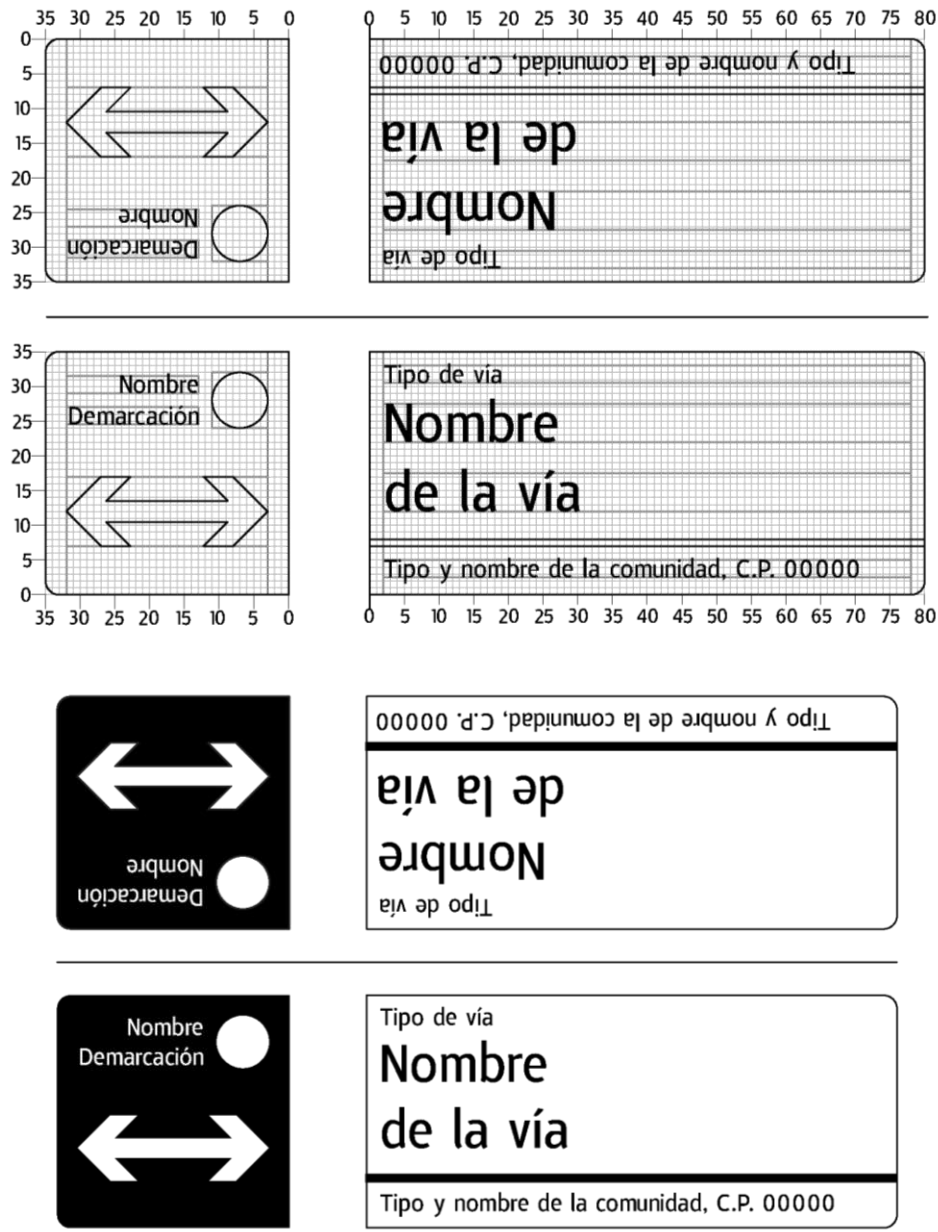 35 30 25 20 15 10 5 0
0 5 10 15 20 25 30 35 40 45 50 55 60 65 70 75 80
0
5
10
15
20
25
30
35
Tipo y nombre de la comunidad, C.P. 00000
de la vía
Nombre
Tipo de vía
Nombre
Demarcación
35
30
25
20
15
10
5
0
Nombre
Demarcación
Tipo de vía
Nombre
de la vía
Tipo y nombre de la comunidad, C.P. 00000
35 30 25 20 15 10 5 0
0 5 10 15 20 25 30 35 40 45 50 55 60 65 70 75 80
Tipo y nombre de la comunidad, C.P. 00000
de la vía
Nombre
Tipo de vía
Nombre
Demarcación
Nombre
Demarcación
Tipo de vía
Nombre
de la vía
Tipo y nombre de la comunidad, C.P. 00000